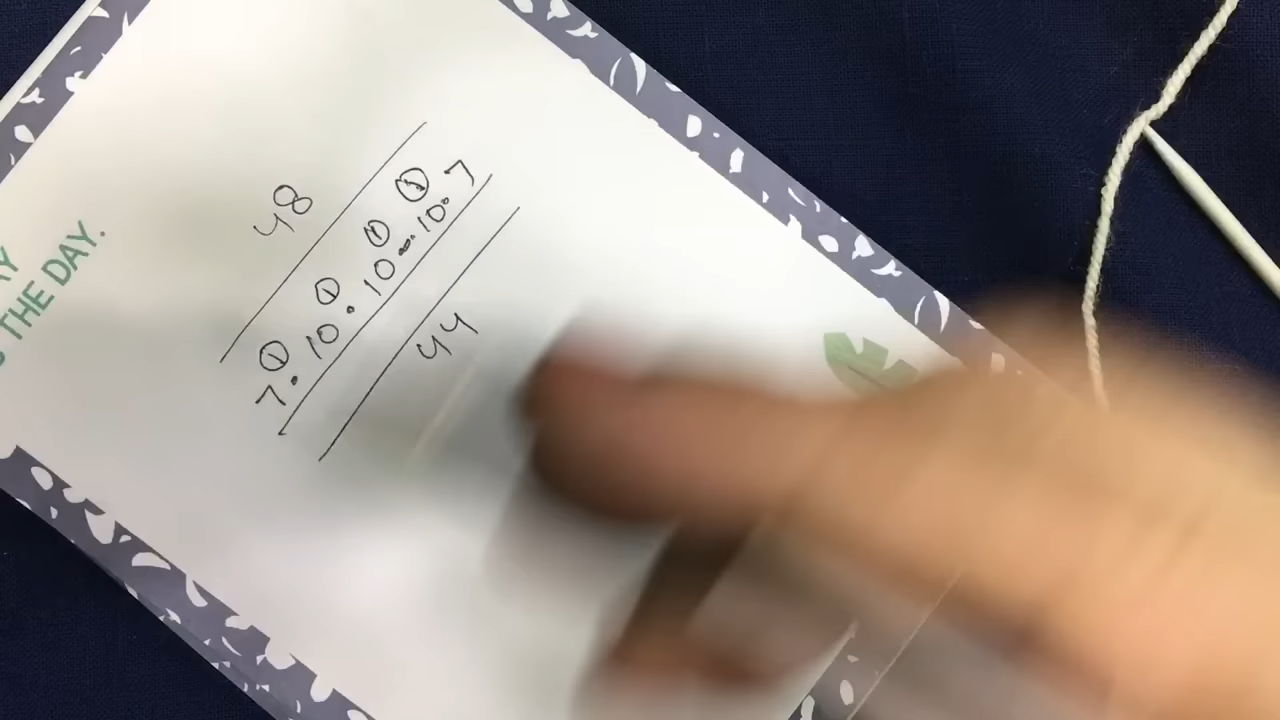 48
① ① ① ①
7 . 10 . 10 . 10 . 7
44
THE DAY.